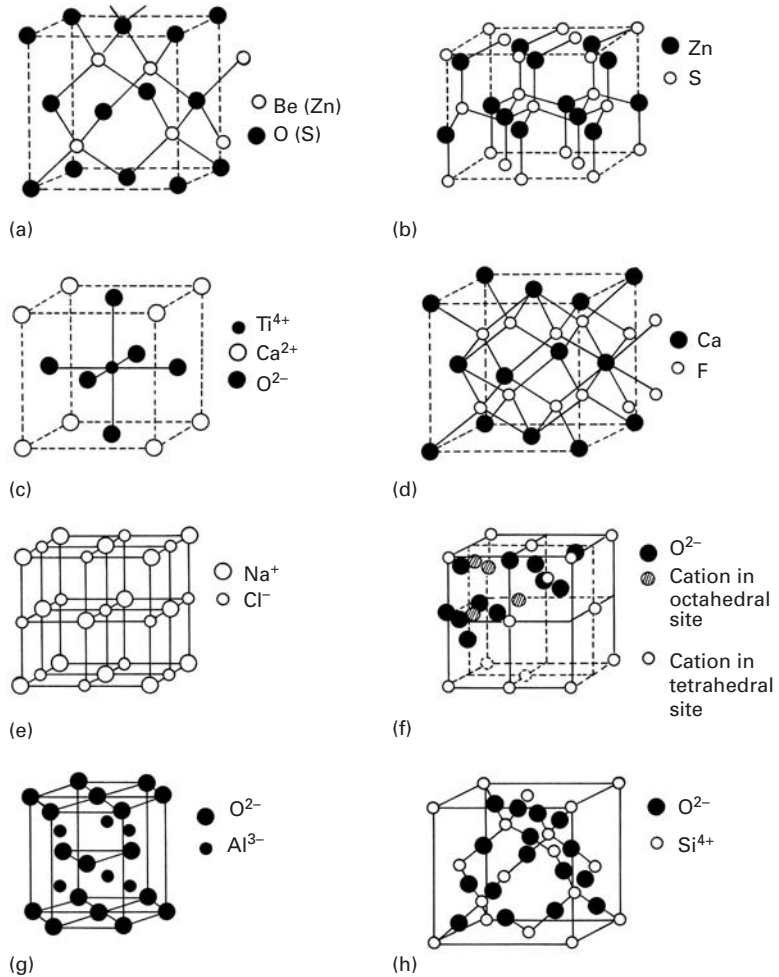 Be (Zn)
O (S)
(a)
Zn
S
(b)
Ti⁴⁺
Ca²⁺
O²⁻
(c)
Ca
F
(d)
Na⁺
Cl⁻
(e)
O²⁻
Cation in
octahedral
site
Cation in
tetrahedral
site
(f)
O²⁻
Al³⁻
(g)
O²⁻
Si⁴⁺
(h)